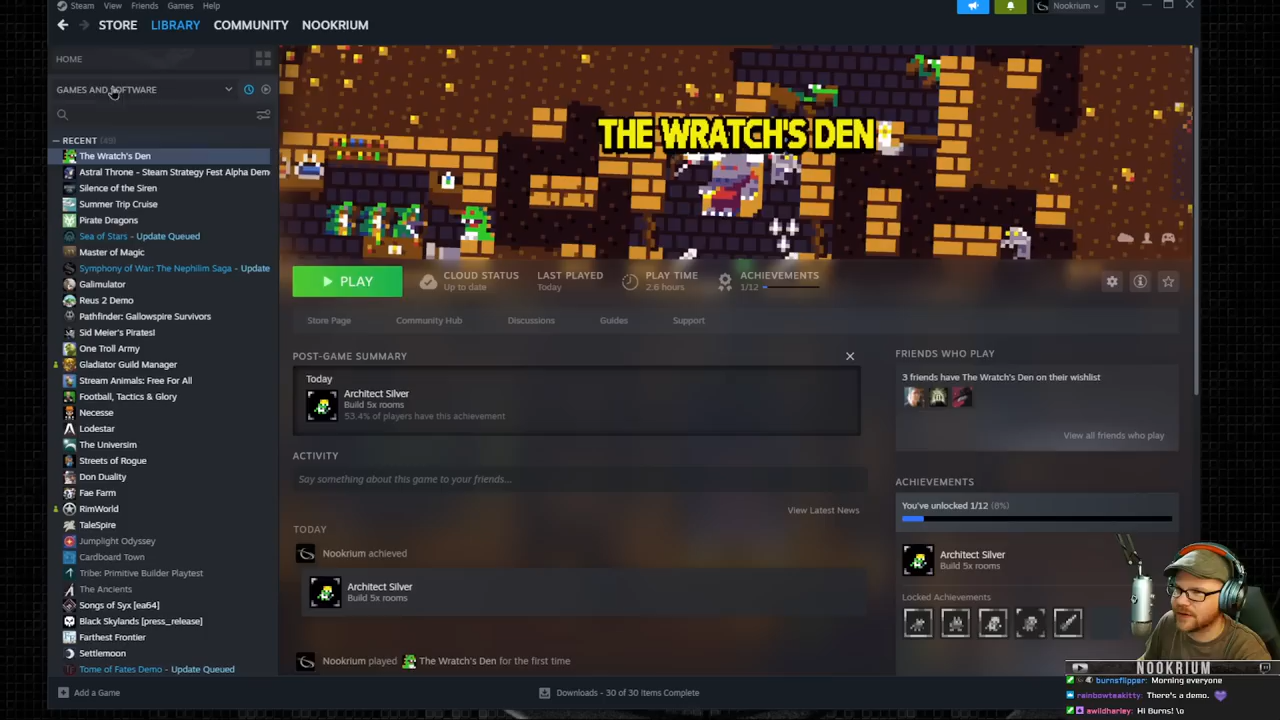 Steam View Friends Games Help
Nookrium
STORE LIBRARY COMMUNITY NOOKRIUM
HOME
GAMES AND SOFTWARE
RECENT (49)
The Wratch's Den
Astral Throne - Steam Strategy Fest Alpha Dem
Silence of the Siren
Summer Trip Cruise
Pirate Dragons
Sea of Stars - Update Queued
Master of Magic
Symphony of War: The Nephilim Saga - Update
Galimulator
Reus 2 Demo
Pathfinder: Gallowspire Survivors
Sid Meier's Pirates!
One Troll Army
Gladiator Guild Manager
Stream Animals: Free For All
Football, Tactics & Glory
Necesse
Lodestar
The Universim
Streets of Rogue
Don Duality
Fae Farm
RimWorld
TaleSpire
Jumplight Odyssey
Cardboard Town
Tribe: Primitive Builder Playtest
The Ancients
Songs of Syx [ea64]
Black Skylands [press_release]
Farthest Frontier
Settlemoon
Tome of Fates Demo - Update Queued
Add a Game
THE WRATCH'S DEN
PLAY
CLOUD STATUS
Up to date
LAST PLAYED
Today
PLAY TIME
2.6 hours
ACHIEVEMENTS
1/12
Store Page Community Hub Discussions Guides Support
POST-GAME SUMMARY
Today
Architect Silver
Build 5x rooms
53.4% of players have this achievement
ACTIVITY
Say something about this game to your friends...
View Latest News
TODAY
Nookrium achieved
Architect Silver
Build 5x rooms
Nookrium played The Wratch's Den for the first time
FRIENDS WHO PLAY
3 friends have The Wratch's Den on their wishlist
View all friends who play
ACHIEVEMENTS
You've unlocked 1/12 (8%)
Architect Silver
Build 5x rooms
Locked Achievements
Downloads - 30 of 30 Items Complete
NOOKRIUM
burnsflipper: Morning everyone
rainbowteakitty: There's a demo.
awildharley: Hi Burns! \o